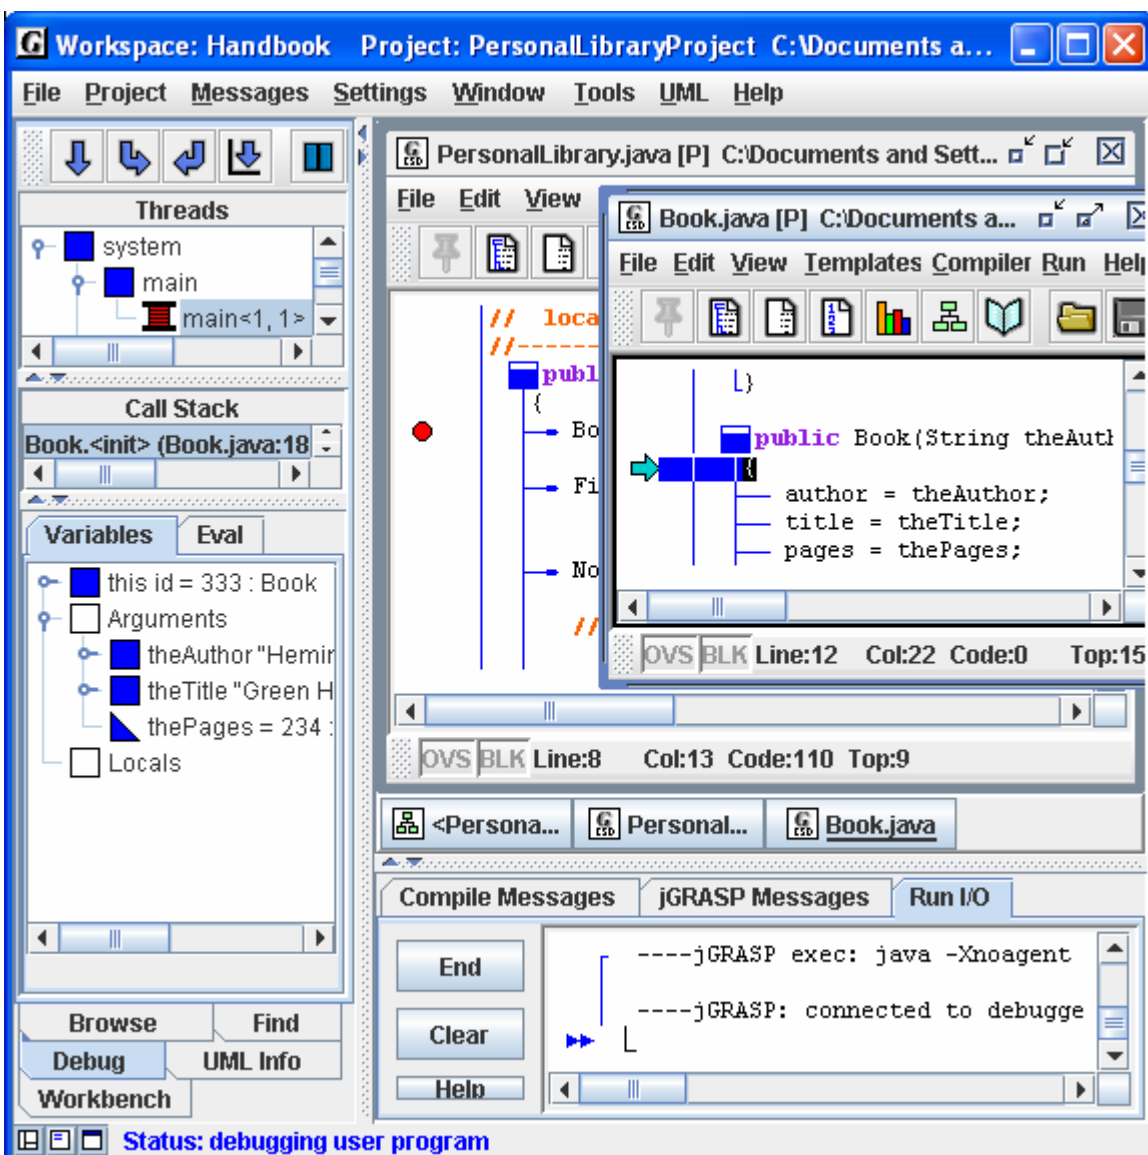 Workspace: Handbook Project: PersonalLibraryProject C:\Documents a...
File Project Messages Settings Window Tools UML Help
Threads
system
main
main<1, 1>
Call Stack
Book.<init> (Book.java:18
Variables Eval
this id = 333 : Book
Arguments
theAuthor "Hemin
theTitle "Green H
thePages = 234 :
Locals
Browse Find
Debug UML Info
Workbench
PersonalLibrary.java [P] C:\Documents and Sett...
File Edit View
// loca
//------
publ
{
Bo
Fi
No
//
OVS BLK Line:8 Col:13 Code:110 Top:9
Book.java [P] C:\Documents a...
File Edit View Templates Compiler Run Help
}
public Book(String theAuth
{
author = theAuthor;
title = theTitle;
pages = thePages;
OVS BLK Line:12 Col:22 Code:0 Top:15
<Persona... Personal... Book.java
Compile Messages jGRASP Messages Run I/O
End
Clear
Help
----jGRASP exec: java -Xnoagent
----jGRASP: connected to debugge
Status: debugging user program